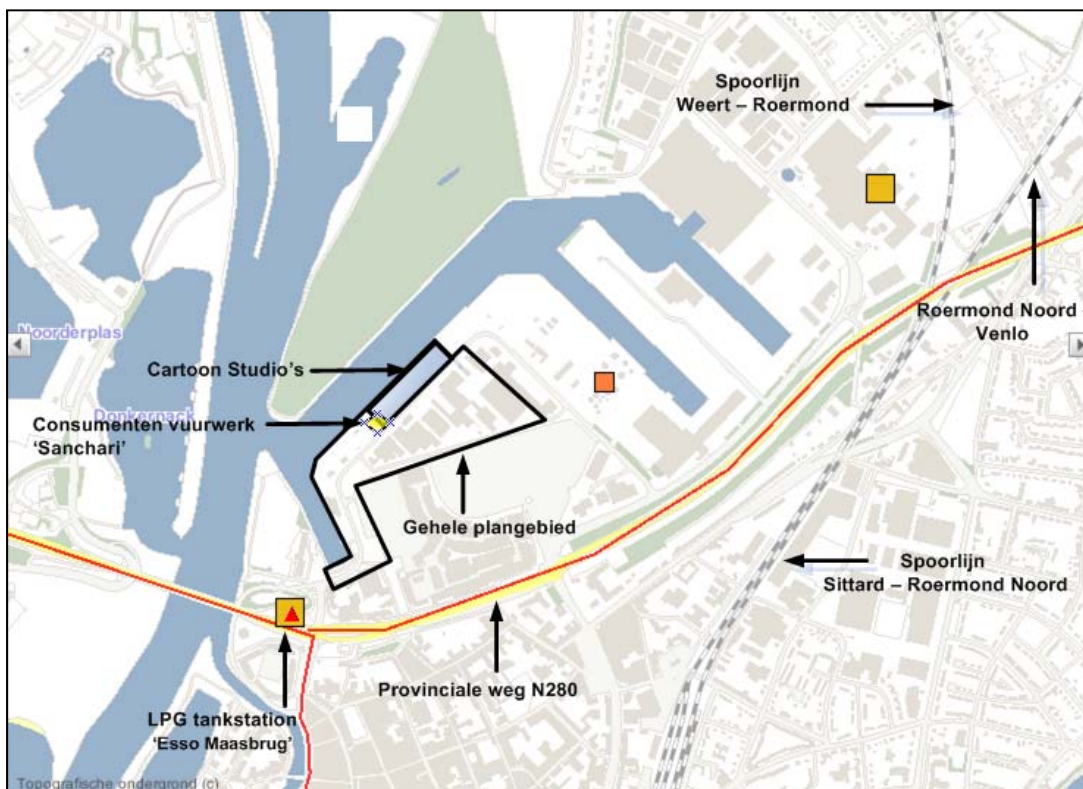 Spoorlijn
Weert – Roermond
Roermond Noord
Venlo
Noorderplas
Cartoon Studio's
Donkernack
Consumenten vuurwerk
‘Sanchari’
Gehele plangebied
Spoorlijn
Sittard – Roermond Noord
Provinciale weg N280
LPG tankstation
‘Esso Maasbrug’
Topografische ondergrond (c)